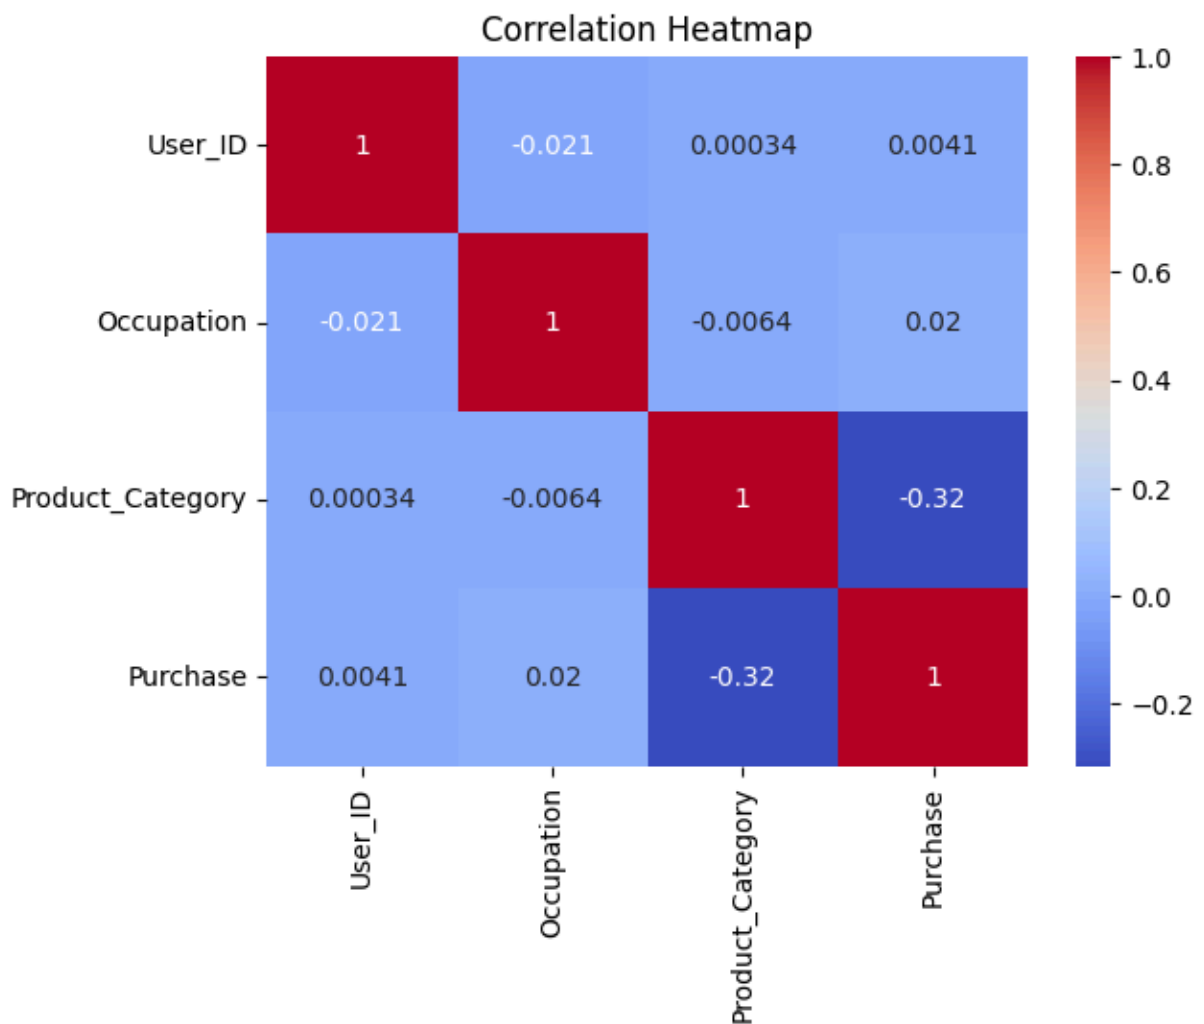 Correlation Heatmap
User_ID 1 -0.021 0.00034 0.0041
Occupation -0.021 1 -0.0064 0.02
Product_Category 0.00034 -0.0064 1 -0.32
Purchase 0.0041 0.02 -0.32 1
User_ID Occupation Product_Category Purchase
1.0
0.8
0.6
0.4
0.2
0.0
−0.2